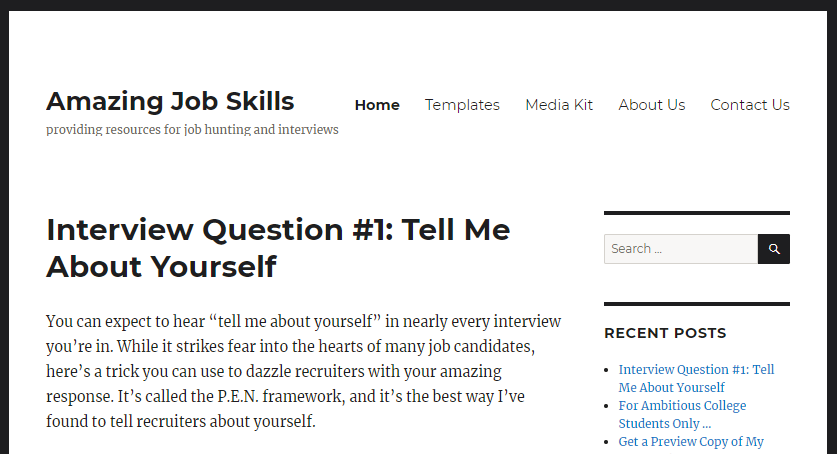 Amazing Job Skills
providing resources for job hunting and interviews
Home Templates Media Kit About Us Contact Us
Interview Question #1: Tell Me
About Yourself
You can expect to hear “tell me about yourself” in nearly every interview
you’re in. While it strikes fear into the hearts of many job candidates,
here’s a trick you can use to dazzle recruiters with your amazing
response. It’s called the P.E.N. framework, and it’s the best way I’ve
found to tell recruiters about yourself.
Search …
RECENT POSTS
Interview Question #1: Tell
Me About Yourself
For Ambitious College
Students Only …
Get a Preview Copy of My